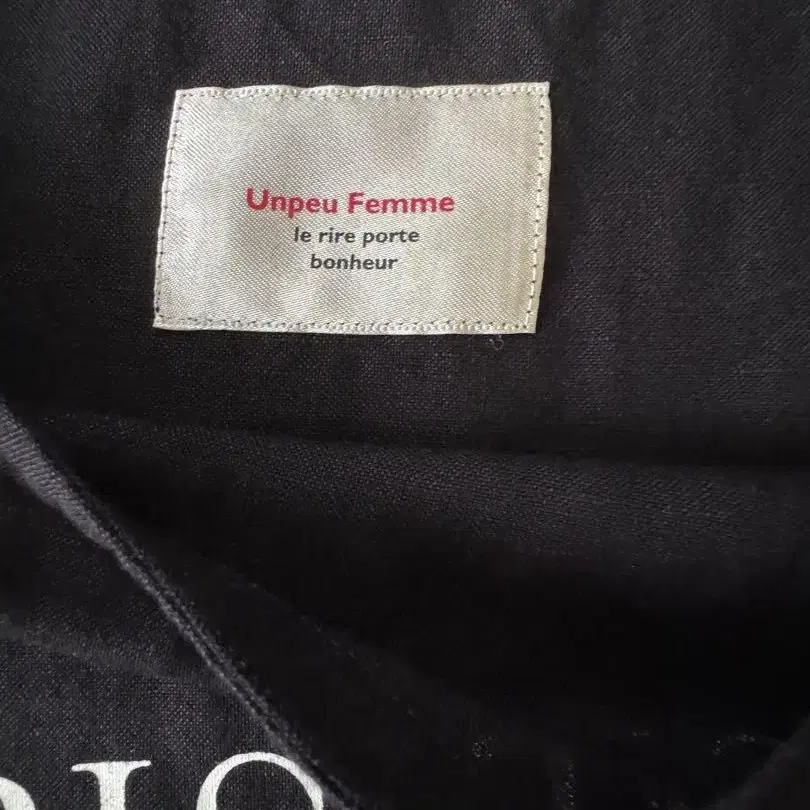 Unpeu Femme
le rire porte
bonheur